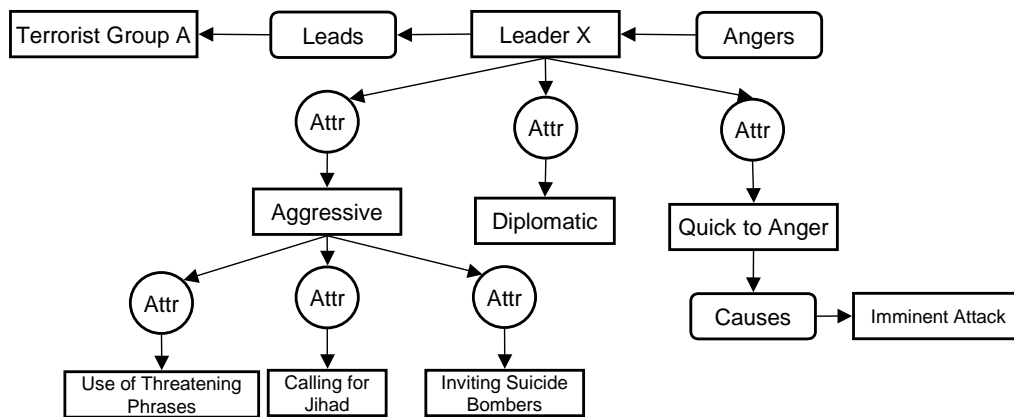 Terrorist Group A
Leads
Leader X
Angers
Attr
Attr
Attr
Aggressive
Diplomatic
Quick to Anger
Attr
Attr
Attr
Causes
Imminent Attack
Use of Threatening
Phrases
Calling for
Jihad
Inviting Suicide
Bombers